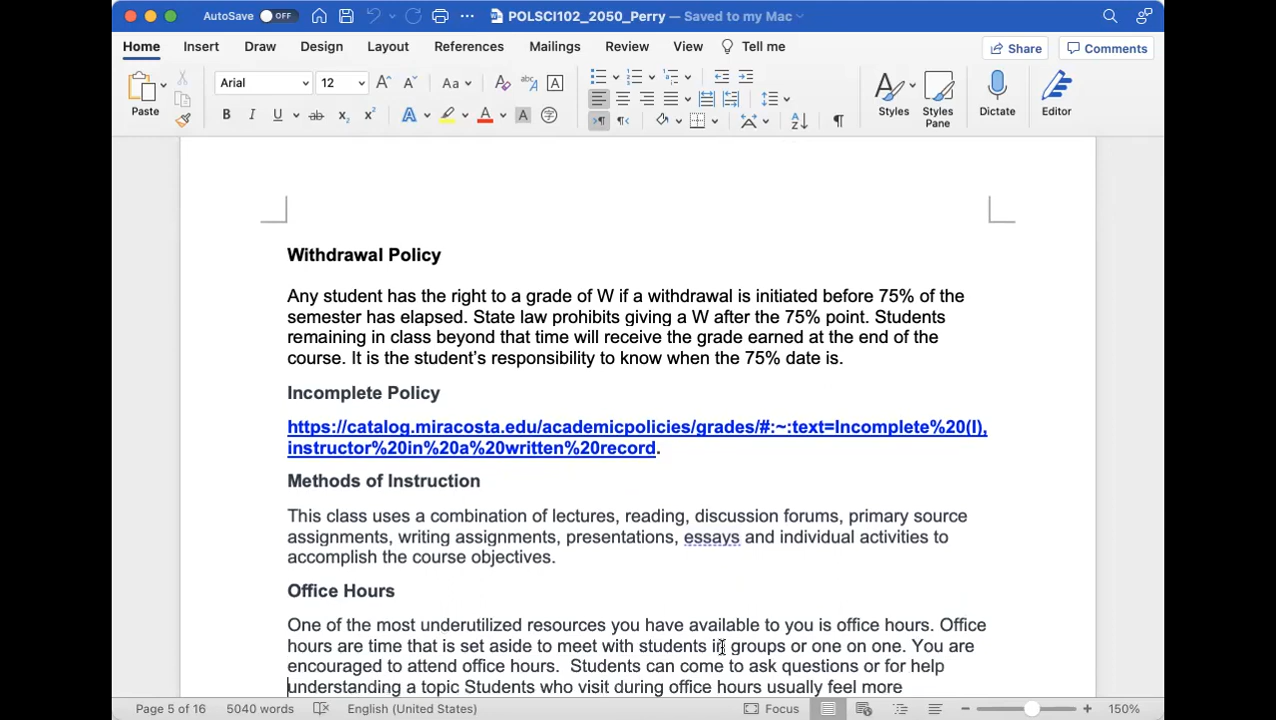 AutoSave OFF POLSCI102_2050_Perry — Saved to my Mac
Home Insert Draw Design Layout References Mailings Review View Tell me Share Comments
Paste Arial 12 Aa Styles Styles Pane Dictate Editor
Withdrawal Policy
Any student has the right to a grade of W if a withdrawal is initiated before 75% of the
semester has elapsed. State law prohibits giving a W after the 75% point. Students
remaining in class beyond that time will receive the grade earned at the end of the
course. It is the student’s responsibility to know when the 75% date is.
Incomplete Policy
https://catalog.miracosta.edu/academicpolicies/grades/#:~:text=Incomplete%20(I),
instructor%20in%20a%20written%20record.
Methods of Instruction
This class uses a combination of lectures, reading, discussion forums, primary source
assignments, writing assignments, presentations, essays and individual activities to
accomplish the course objectives.
Office Hours
One of the most underutilized resources you have available to you is office hours. Office
hours are time that is set aside to meet with students in groups or one on one. You are
encouraged to attend office hours.  Students can come to ask questions or for help
understanding a topic Students who visit during office hours usually feel more
Page 5 of 16 5040 words English (United States) Focus 150%